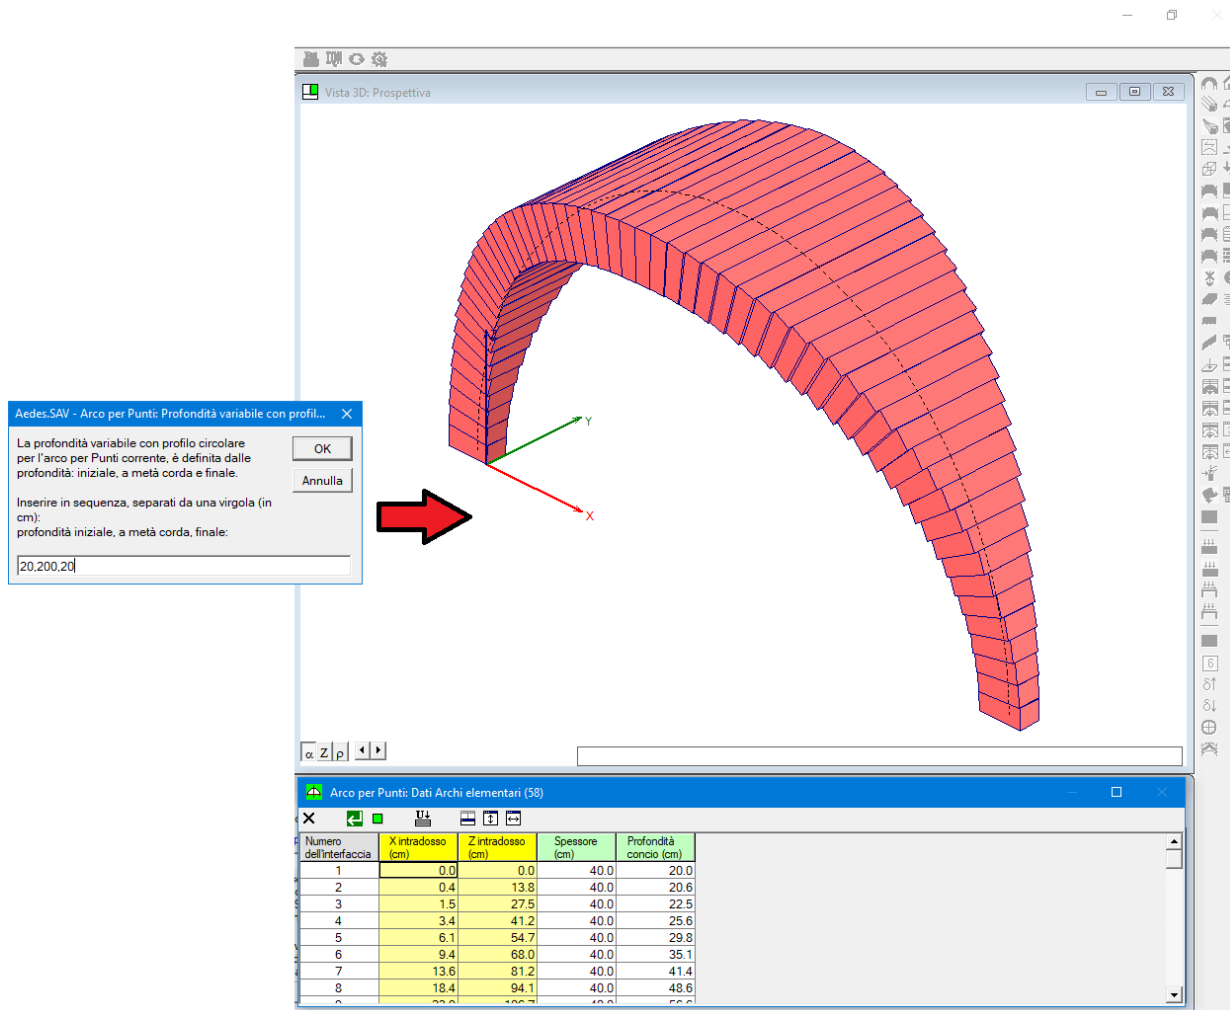 Vista 3D: Prospettiva
Y
X
Aedes.SAV - Arco per Punti: Profondità variabile con profil...
La profondità variabile con profilo circolare
per l'arco per Punti corrente, è definita dalle
profondità: iniziale, a metà corda e finale.
Inserire in sequenza, separati da una virgola (in
cm):
profondità iniziale, a metà corda, finale:
OK
Annulla
20,200,20
α Z ρ
Arco per Punti: Dati Archi elementari (58)
Numero dell'interfaccia X intradosso (cm) Z intradosso (cm) Spessore (cm) Profondità concio (cm)
1 0.0 0.0 40.0 20.0
2 0.4 13.8 40.0 20.6
3 1.5 27.5 40.0 22.5
4 3.4 41.2 40.0 25.6
5 6.1 54.7 40.0 29.8
6 9.4 68.0 40.0 35.1
7 13.6 81.2 40.0 41.4
8 18.4 94.1 40.0 48.6